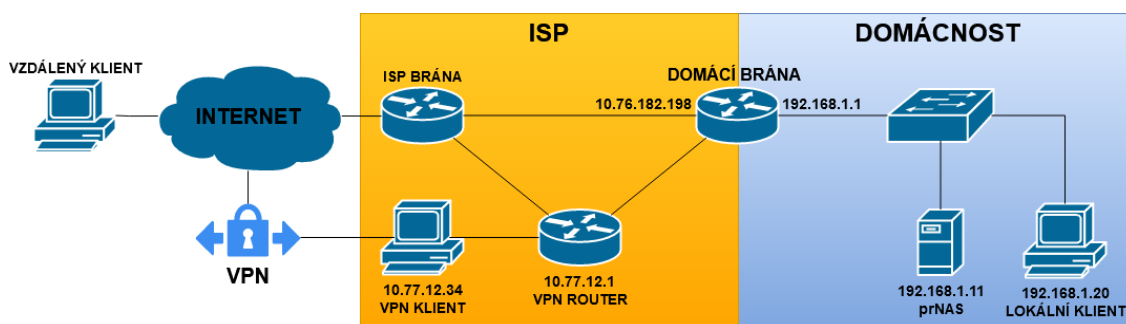 ISP
DOMÁCNOST
VZDÁLENÝ KLIENT
ISP BRÁNA
DOMÁCÍ BRÁNA
INTERNET
10.76.182.198
192.168.1.1
VPN
10.77.12.34
VPN KLIENT
10.77.12.1
VPN ROUTER
192.168.1.11
prNAS
192.168.1.20
LOKÁLNÍ KLIENT